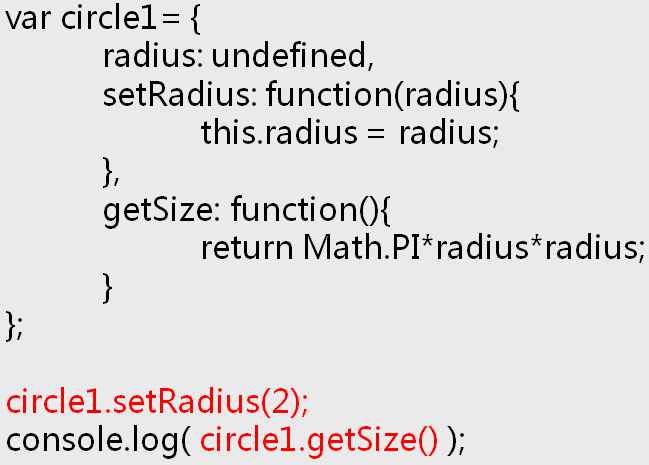 var circle1= {
radius: undefined,
setRadius: function(radius){
this.radius = radius;
},
getSize: function(){
return Math.PI*radius*radius;
}
};
circle1.setRadius(2);
console.log( circle1.getSize() );